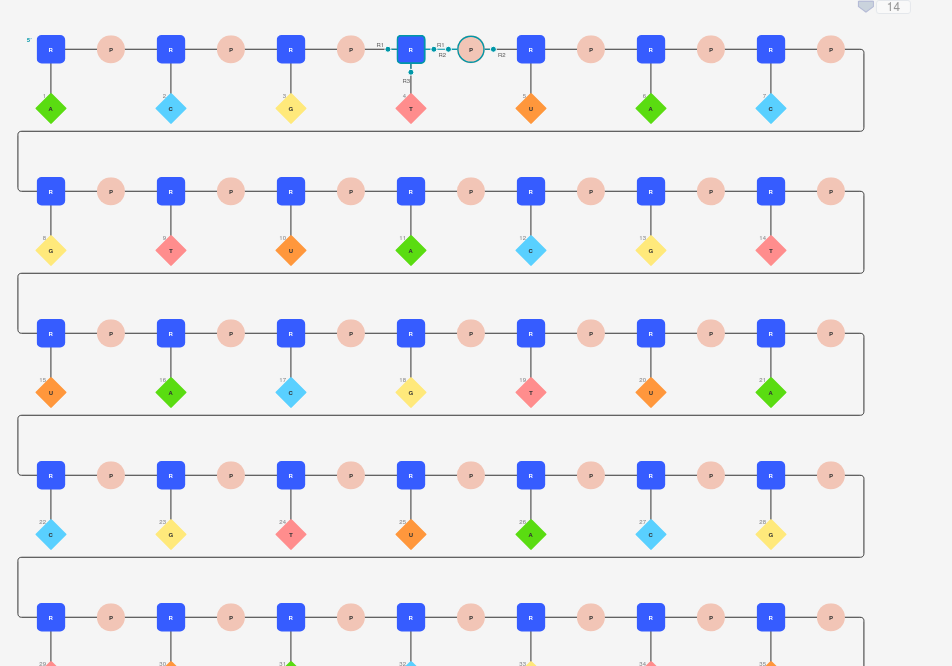 14
5' R P R P R P R1 R R1 R2 P R2 R P R P R P
R3
1 2 3 4 5 6 7
A C G T U A C
R P R P R P R P R P R P R P
8 9 10 11 12 13 14
G T U A C G T
R P R P R P R P R P R P R P
15 16 17 18 19 20 21
U A C G T U A
R P R P R P R P R P R P R P
22 23 24 25 26 27 28
C G T U A C G
R P R P R P R P R P R P R P
29 30 31 32 33 34 35